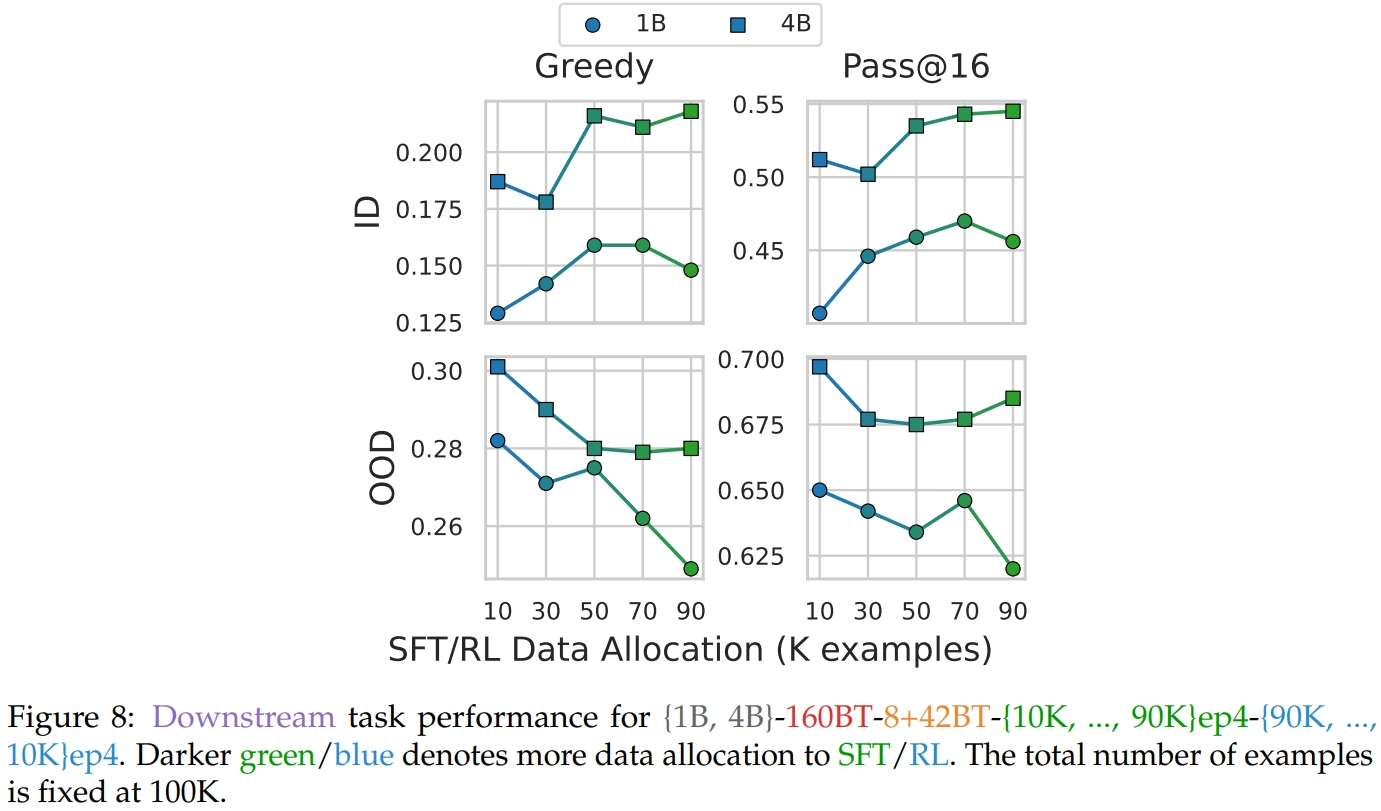 1B 4B
Greedy Pass@16
ID
0.200
0.175
0.150
0.125
0.55
0.50
0.45
OOD
0.30
0.28
0.26
0.700
0.675
0.650
0.625
10 30 50 70 90 10 30 50 70 90
SFT/RL Data Allocation (K examples)
Figure 8: Downstream task performance for {1B, 4B}-160BT-8+42BT-{10K, ..., 90K}ep4-{90K, ...,
10K}ep4. Darker green/blue denotes more data allocation to SFT/RL. The total number of examples
is fixed at 100K.